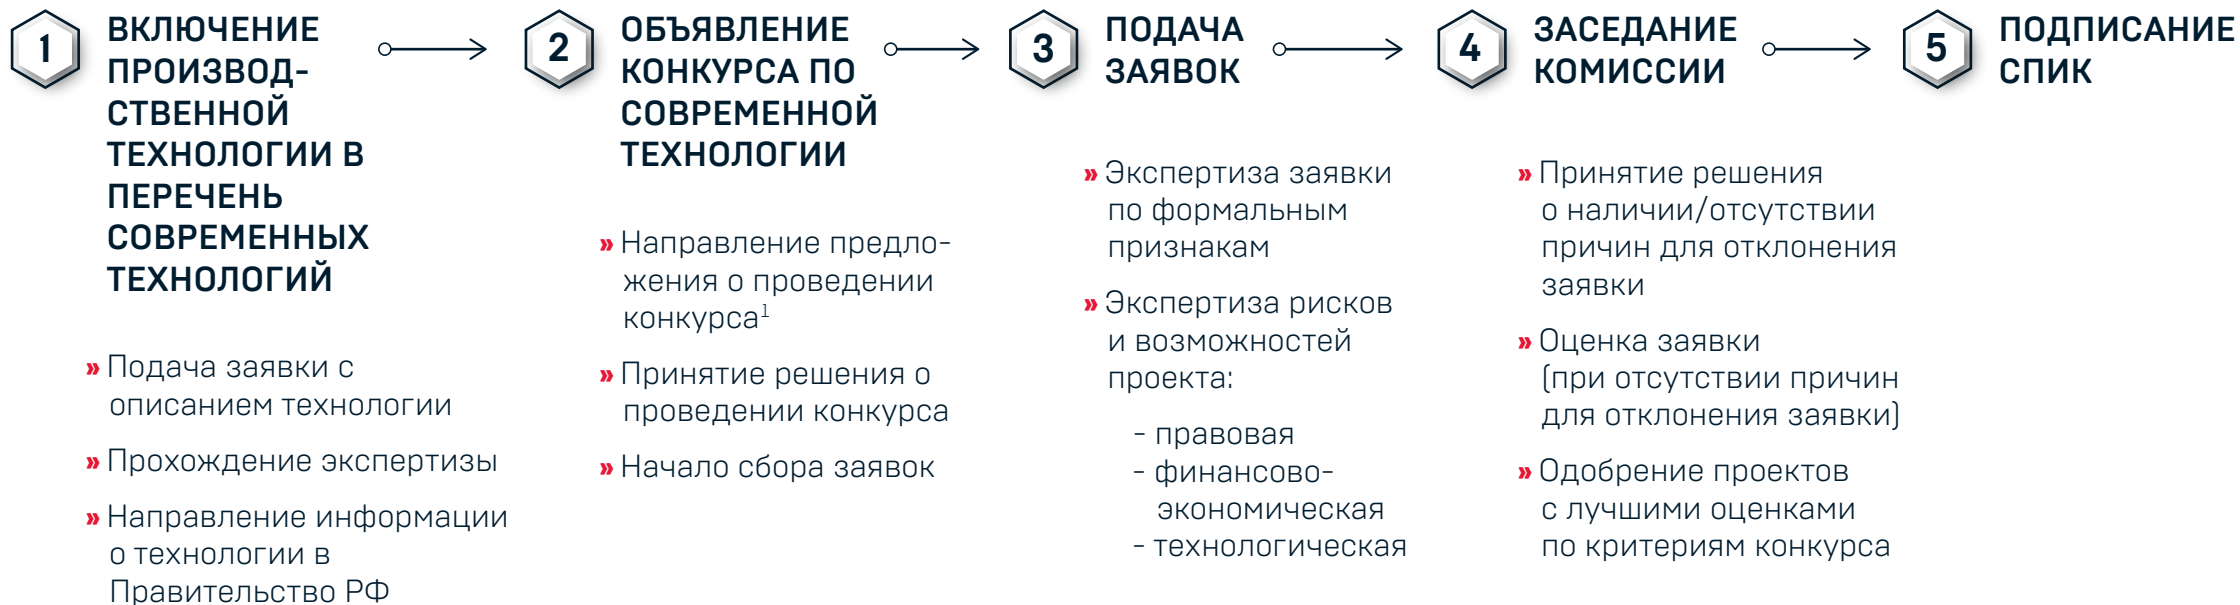 1
ВКЛЮЧЕНИЕ
ПРОИЗВОД-
СТВЕННОЙ
ТЕХНОЛОГИИ В
ПЕРЕЧЕНЬ
СОВРЕМЕННЫХ
ТЕХНОЛОГИЙ
» Подача заявки с
описанием технологии
» Прохождение экспертизы
» Направление информации
о технологии в
Правительство РФ
2
ОБЪЯВЛЕНИЕ
КОНКУРСА ПО
СОВРЕМЕННОЙ
ТЕХНОЛОГИИ
» Направление предло-
жения о проведении
конкурса¹
» Принятие решения о
проведении конкурса
» Начало сбора заявок
3
ПОДАЧА
ЗАЯВОК
» Экспертиза заявки
по формальным
признакам
» Экспертиза рисков
и возможностей
проекта:
- правовая
- финансово-
экономическая
- технологическая
4
ЗАСЕДАНИЕ
КОМИССИИ
» Принятие решения
о наличии/отсутствии
причин для отклонения
заявки
» Оценка заявки
(при отсутствии причин
для отклонения заявки)
» Одобрение проектов
с лучшими оценками
по критериям конкурса
5
ПОДПИСАНИЕ
СПИК